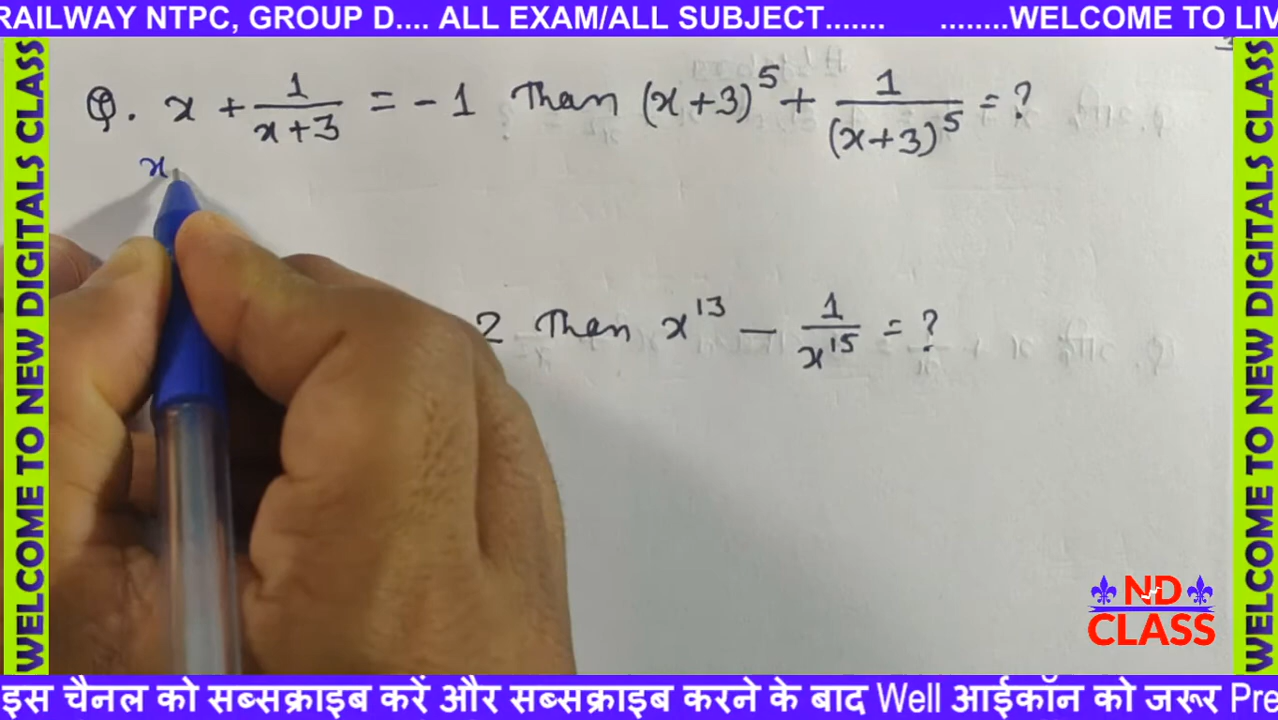 RAILWAY NTPC, GROUP D.... ALL EXAM/ALL SUBJECT....... ........WELCOME TO LIV
WELCOME TO NEW DIGITALS CLASS
Q. x + 1/(x+3) = -1 Than (x+3)^5 + 1/(x+3)^5 = ?
x
2 Than x^13 - 1/x^15 = ?
WELCOME TO NEW DIGITALS CLASS
ND
CLASS
इस चैनल को सब्सक्राइब करें और सब्सक्राइब करने के बाद Well आईकॉन को जरूर Pre